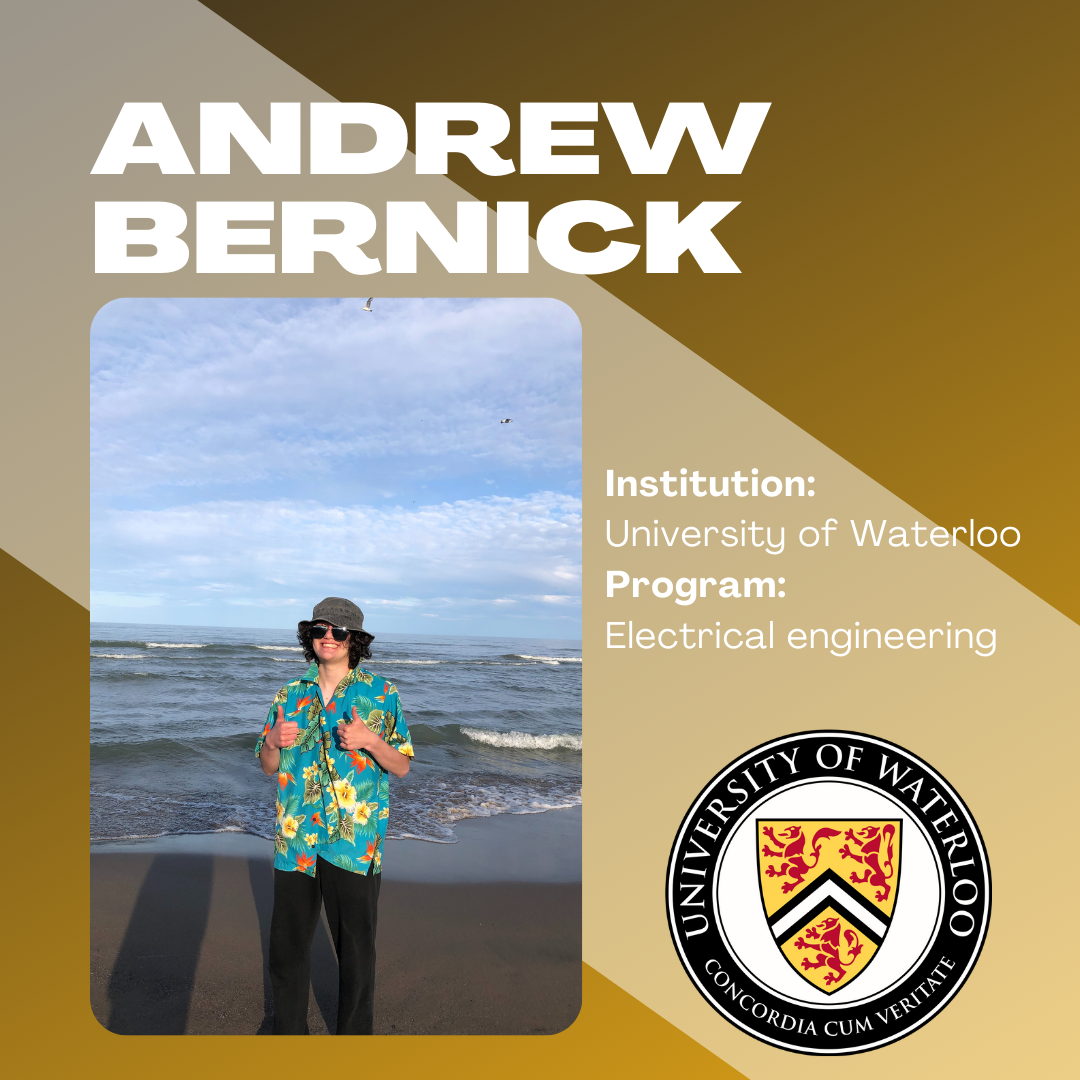 ANDREW
BERNICK
Institution:
University of Waterloo
Program:
Electrical engineering
UNIVERSITY OF WATERLOO
CONCORDIA CUM VERITATE